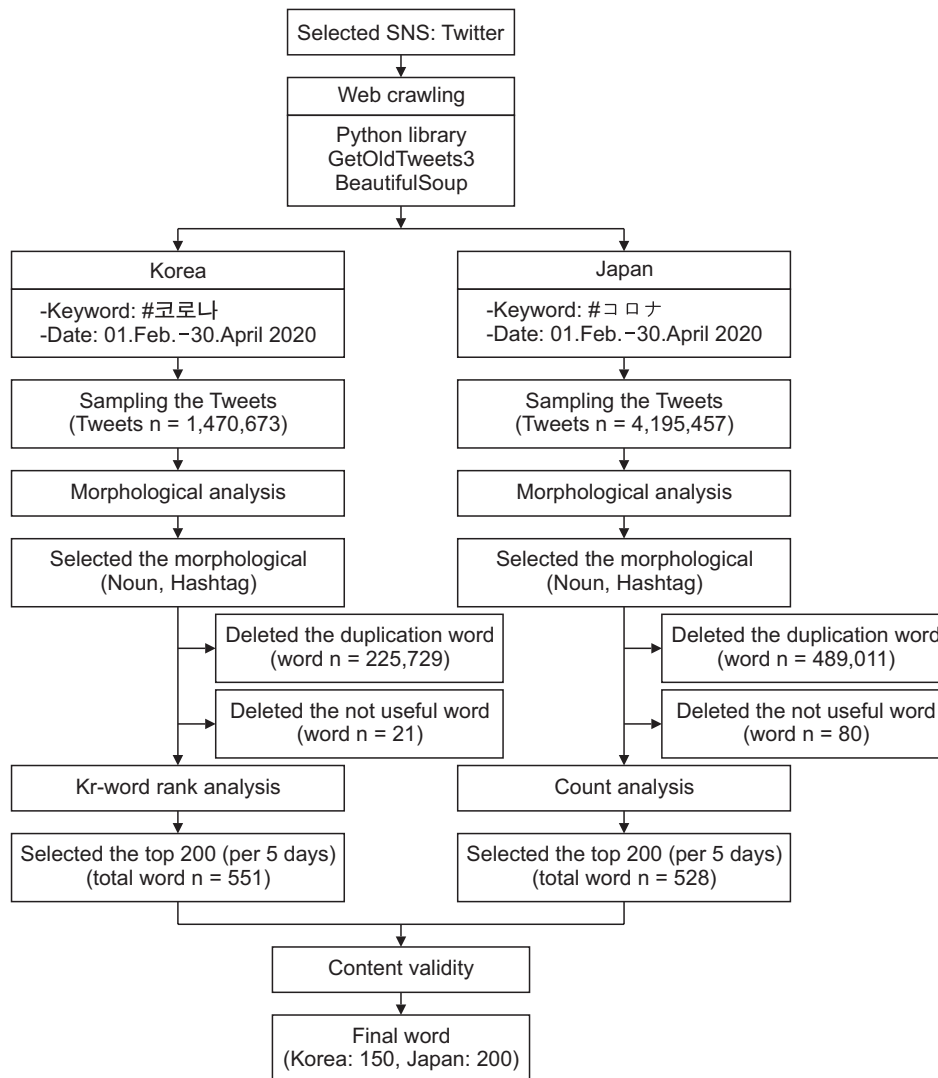 Selected SNS: Twitter
Web crawling
Python library
GetOldTweets3
BeautifulSoup
Korea
-Keyword: #코로나
-Date: 01.Feb.−30.April 2020
Sampling the Tweets
(Tweets n = 1,470,673)
Morphological analysis
Selected the morphological
(Noun, Hashtag)
Deleted the duplication word
(word n = 225,729)
Deleted the not useful word
(word n = 21)
Kr-word rank analysis
Selected the top 200 (per 5 days)
(total word n = 551)
Japan
-Keyword: #コロナ
-Date: 01.Feb.−30.April 2020
Sampling the Tweets
(Tweets n = 4,195,457)
Morphological analysis
Selected the morphological
(Noun, Hashtag)
Deleted the duplication word
(word n = 489,011)
Deleted the not useful word
(word n = 80)
Count analysis
Selected the top 200 (per 5 days)
(total word n = 528)
Content validity
Final word
(Korea: 150, Japan: 200)